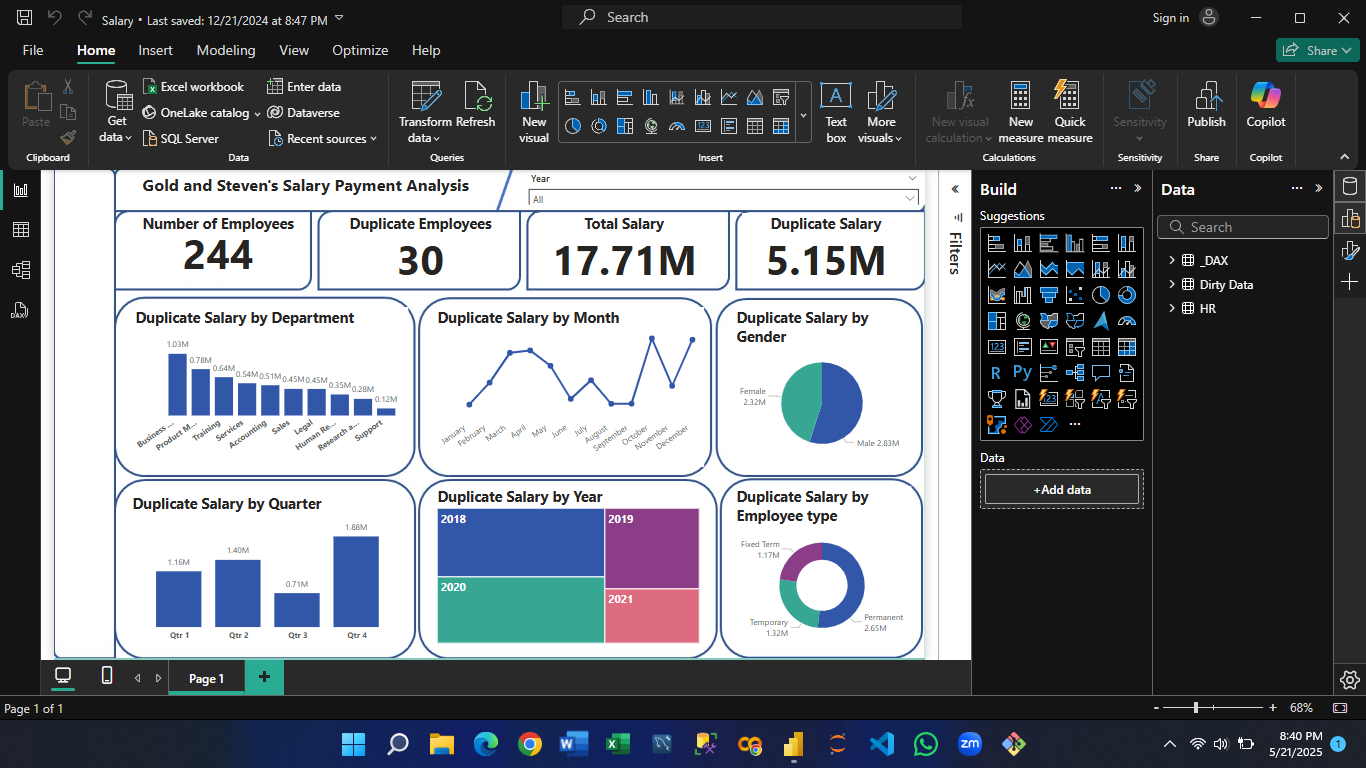 Salary • Last saved: 12/21/2024 at 8:47 PM
Search
Sign in
File Home Insert Modeling View Optimize Help
Share
Paste
Clipboard
Get data
Excel workbook
OneLake catalog
SQL Server
Enter data
Dataverse
Recent sources
Data
Transform data
Refresh
Queries
New visual
Text box
More visuals
Insert
New visual calculation
New measure
Quick measure
Calculations
Sensitivity
Sensitivity
Publish
Share
Copilot
Copilot
Gold and Steven's Salary Payment Analysis
Year
All
Number of Employees
244
Duplicate Employees
30
Total Salary
17.71M
Duplicate Salary
5.15M
Duplicate Salary by Department
1.03M
0.78M
0.64M
0.54M
0.51M
0.45M
0.45M
0.35M
0.28M
0.12M
Business ...
Product M...
Training
Services
Accounting
Sales
Legal
Human Re...
Research a...
Support
Duplicate Salary by Month
January
February
March
April
May
June
July
August
September
October
November
December
Duplicate Salary by
Gender
Female
2.32M
Male 2.83M
Duplicate Salary by Quarter
1.16M
1.40M
0.71M
1.88M
Qtr 1
Qtr 2
Qtr 3
Qtr 4
Duplicate Salary by Year
2018
2019
2020
2021
Duplicate Salary by
Employee type
Fixed Term
1.17M
Temporary
1.32M
Permanent
2.65M
Filters
Build
Suggestions
123
R
Py
123
Data
+Add data
Data
Search
_DAX
Dirty Data
HR
DAX
Page 1
Page 1 of 1
- + 68%
zm
8:40 PM
5/21/2025
1